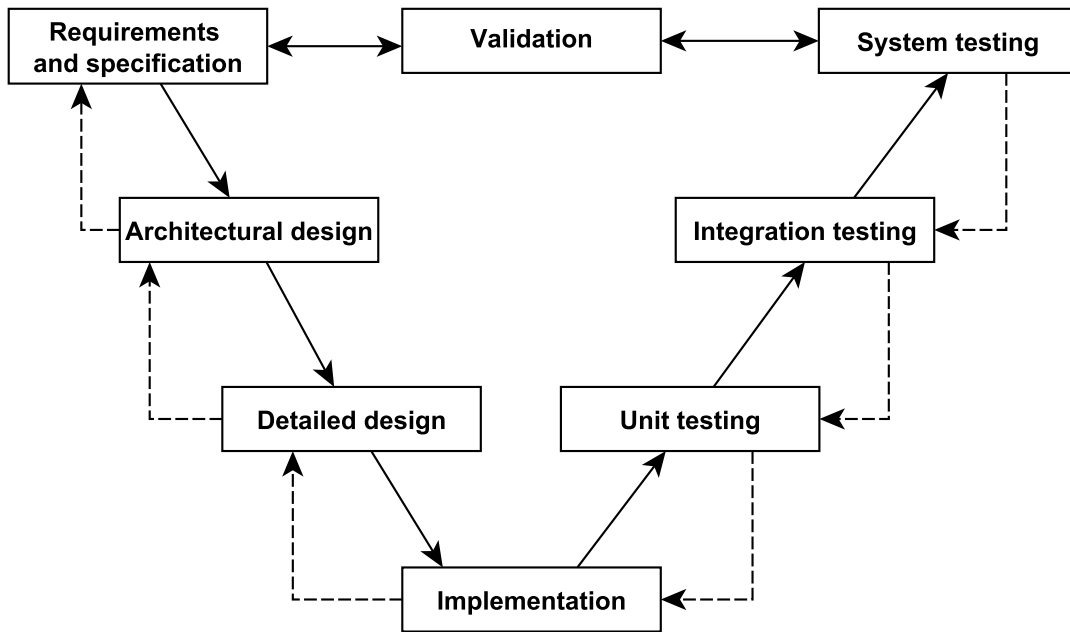 Requirements
and specification
Validation
System testing
Architectural design
Integration testing
Detailed design
Unit testing
Implementation